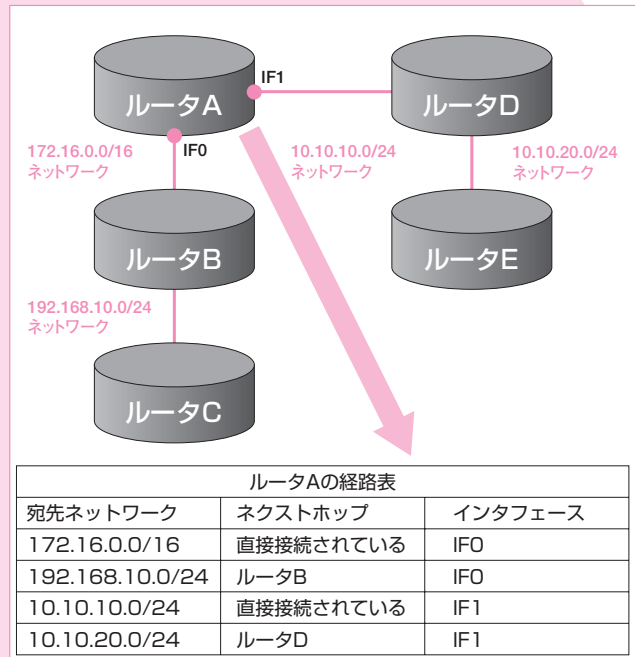 IF1
ルータA
ルータD
172.16.0.0/16
ネットワーク
IF0
10.10.10.0/24
ネットワーク
10.10.20.0/24
ネットワーク
ルータB
ルータE
192.168.10.0/24
ネットワーク
ルータC
ルータAの経路表
宛先ネットワーク ネクストホップ インタフェース
172.16.0.0/16 直接接続されている IF0
192.168.10.0/24 ルータB IF0
10.10.10.0/24 直接接続されている IF1
10.10.20.0/24 ルータD IF1